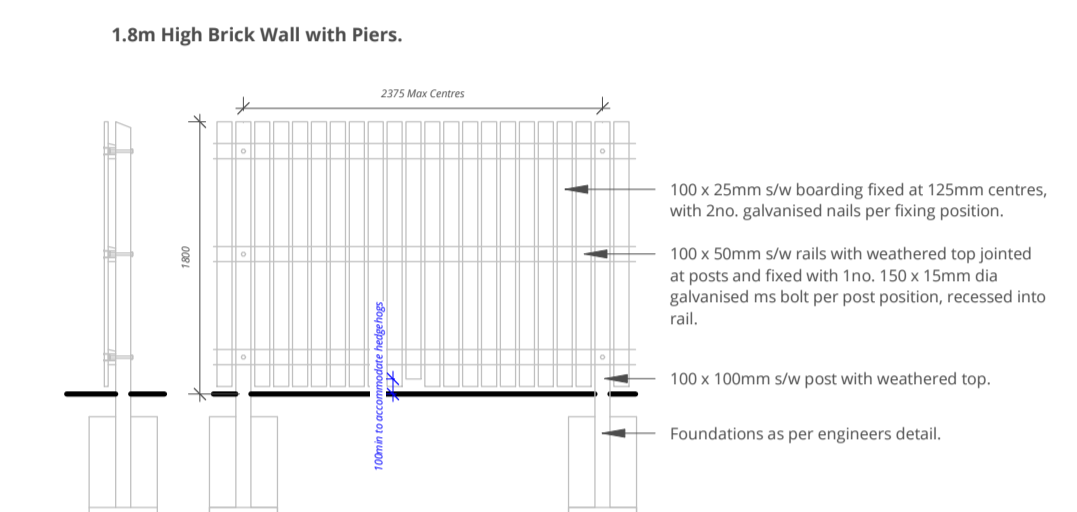 1.8m High Brick Wall with Piers.
2375 Max Centres
1800
100min to accommodate hedgehogs
100 x 25mm s/w boarding fixed at 125mm centres,
with 2no. galvanised nails per fixing position.
100 x 50mm s/w rails with weathered top jointed
at posts and fixed with 1no. 150 x 15mm dia
galvanised ms bolt per post position, recessed into
rail.
100 x 100mm s/w post with weathered top.
Foundations as per engineers detail.